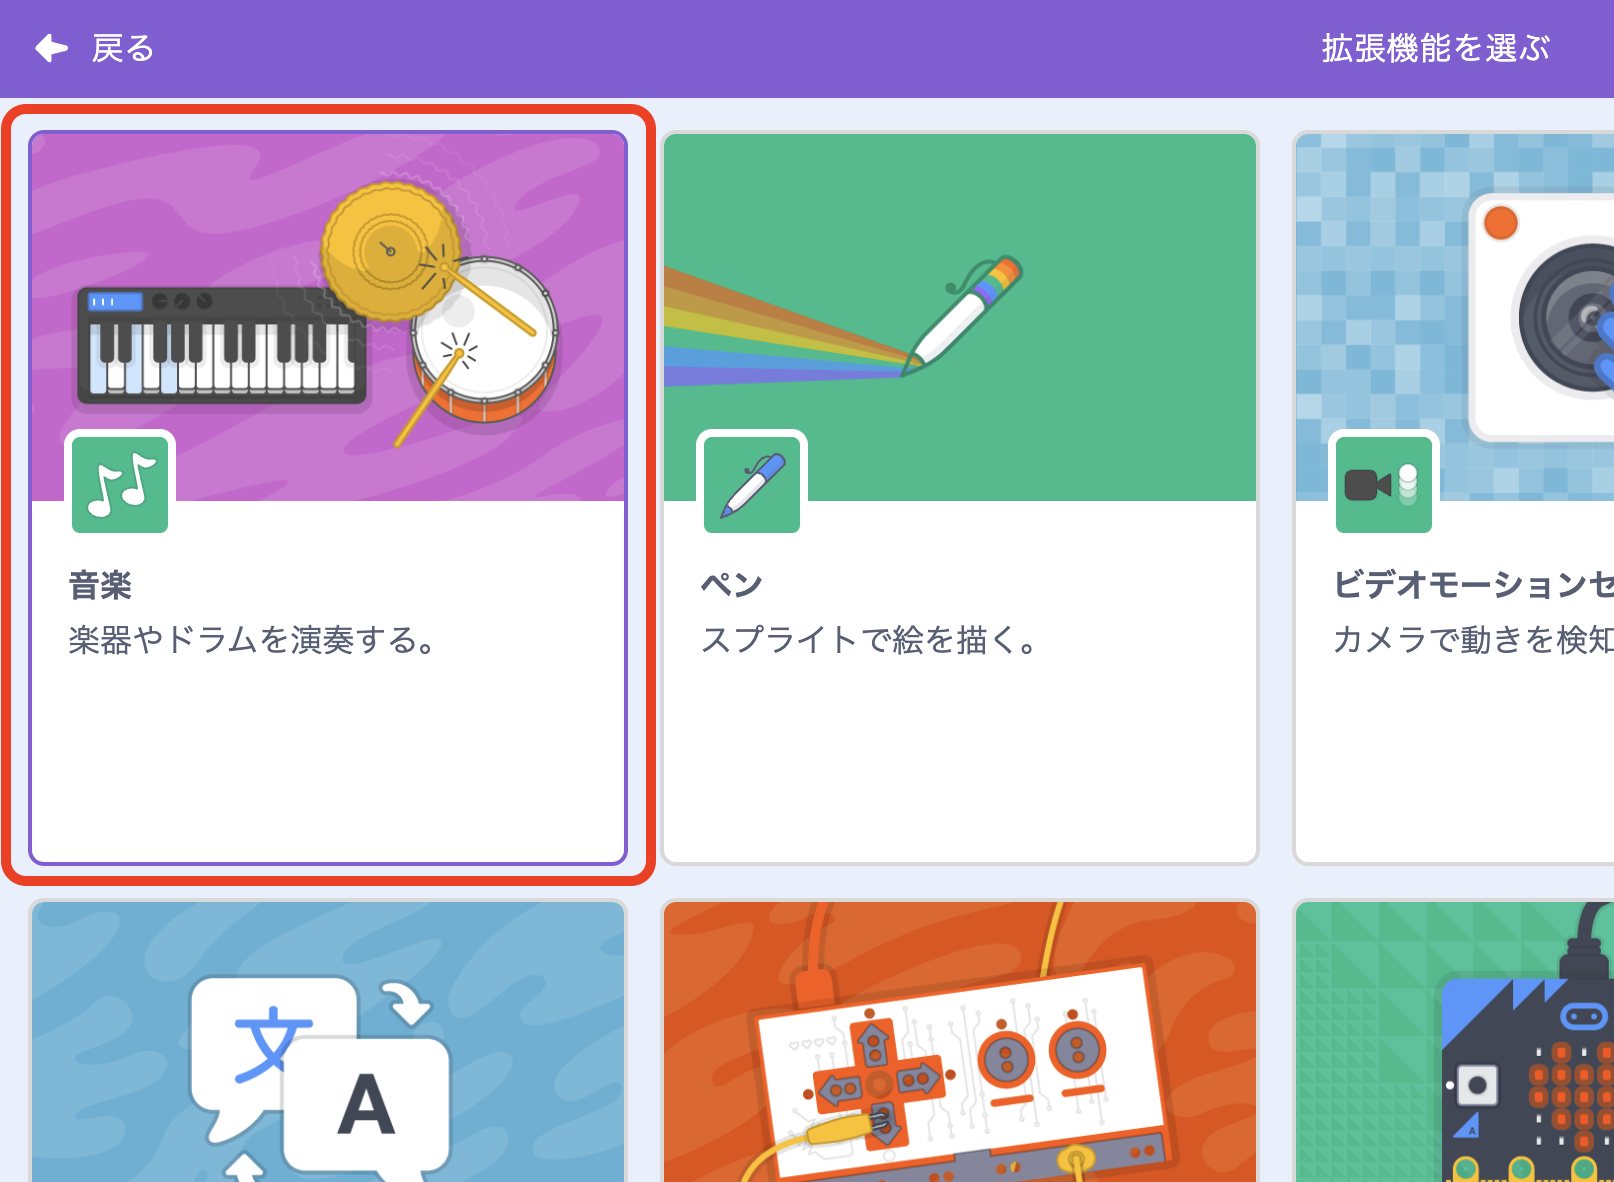 戻る
拡張機能を選ぶ
音楽
楽器やドラムを演奏する。
ペン
スプライトで絵を描く。
ビデオモーションセ
カメラで動きを検知
文
A
A